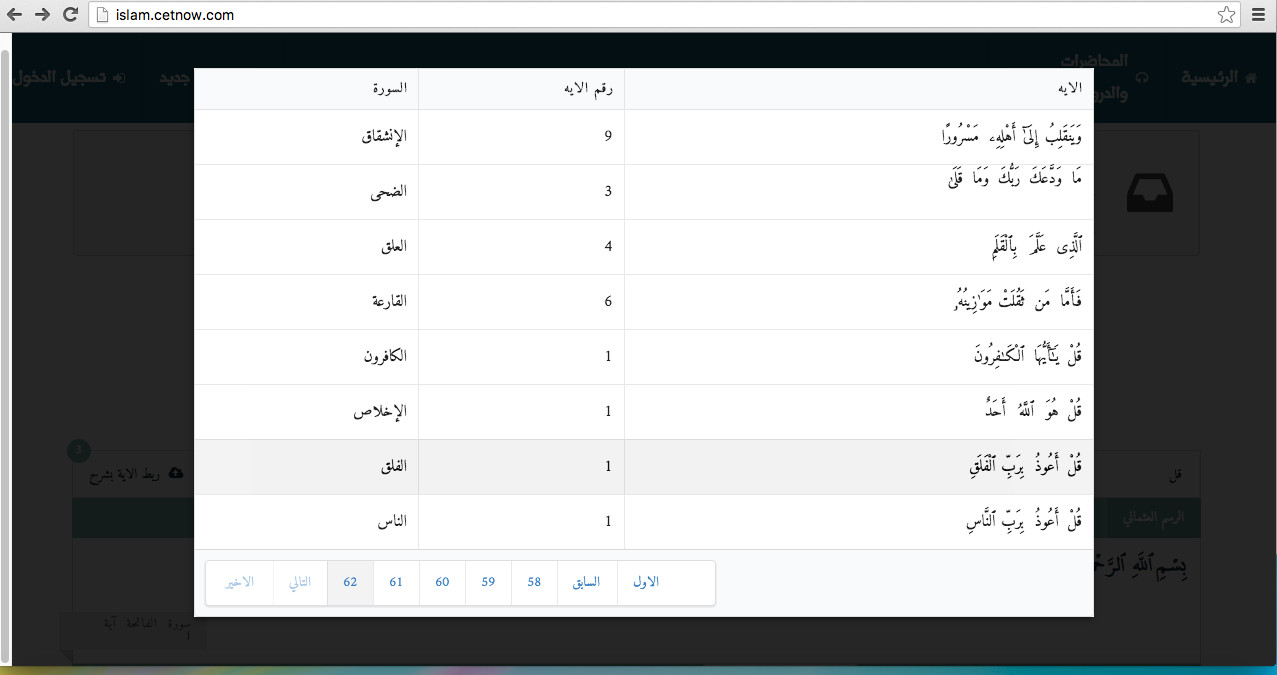 islam.cetnow.com
الرئيسية
المحاضرات
والدرو
جديد
تسجيل الدخول
الايه رقم الايه السورة
وَيَنقَلِبُ إِلَىٰٓ أَهْلِهِۦ مَسْرُورًا 9 الإنشقاق
مَا وَدَّعَكَ رَبُّكَ وَمَا قَلَىٰ 3 الضحى
ٱلَّذِى عَلَّمَ بِٱلْقَلَمِ 4 العلق
فَأَمَّا مَن ثَقُلَتْ مَوَٰزِينُهُۥ 6 القارعة
قُلْ يَـٰٓأَيُّهَا ٱلْكَـٰفِرُونَ 1 الكافرون
قُلْ هُوَ ٱللَّهُ أَحَدٌ 1 الإخلاص
قُلْ أَعُوذُ بِرَبِّ ٱلْفَلَقِ 1 الفلق
قُلْ أَعُوذُ بِرَبِّ ٱلنَّاسِ 1 الناس
الاول السابق 58 59 60 61 62 التالي الاخير
قل
ربط الاية بشرح
الرسم العثماني
بِسْمِ ٱللَّهِ ٱلرَّحْ
سورة الفاتحة آية
1